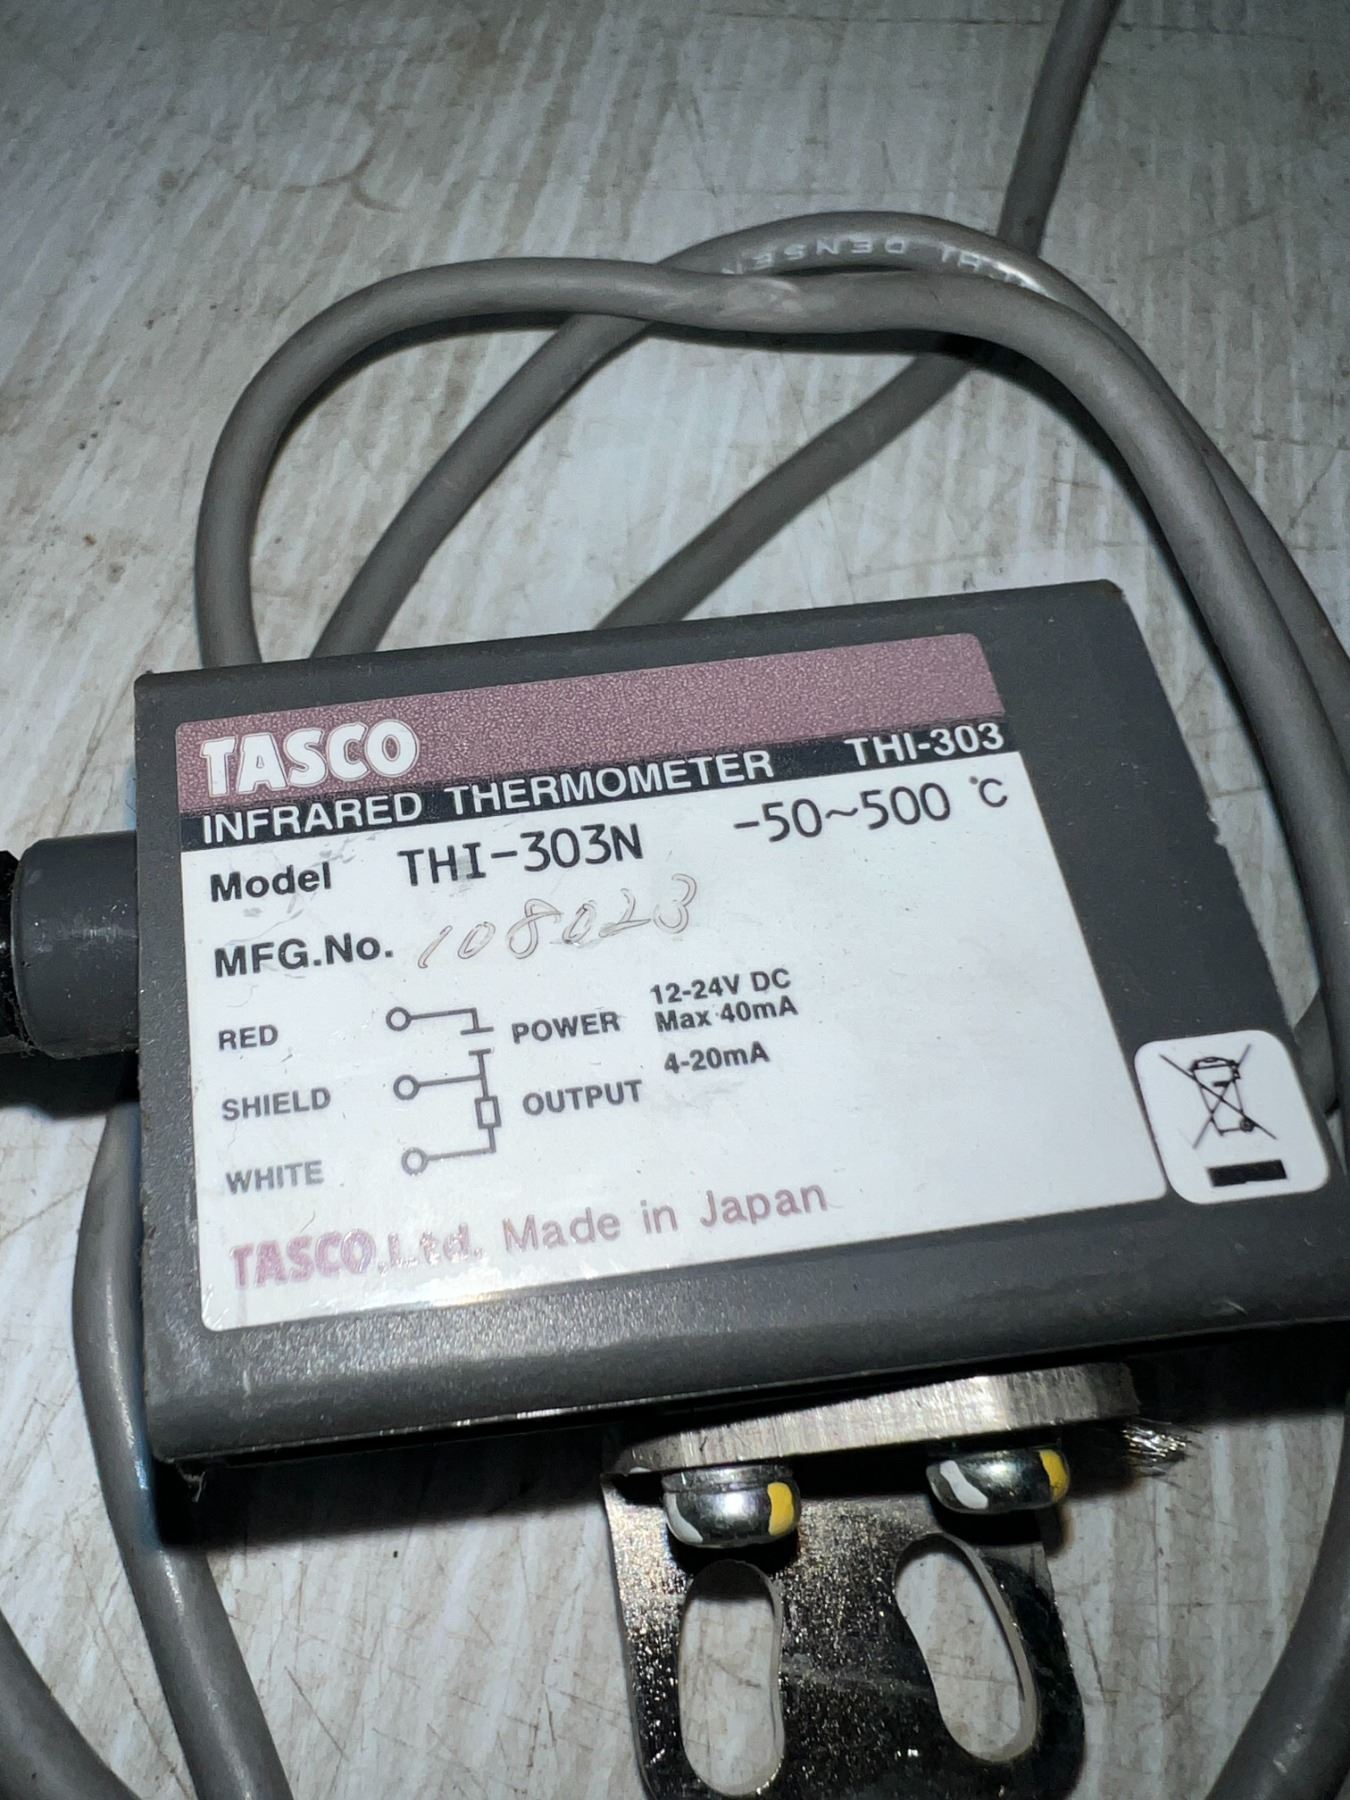 TASCO
INFRARED THERMOMETER THI-303
Model THI-303N -50~500 ℃
MFG.No. 108023
RED POWER 12-24V DC
Max 40mA
SHIELD OUTPUT 4-20mA
WHITE
TASCO,Ltd. Made in Japan